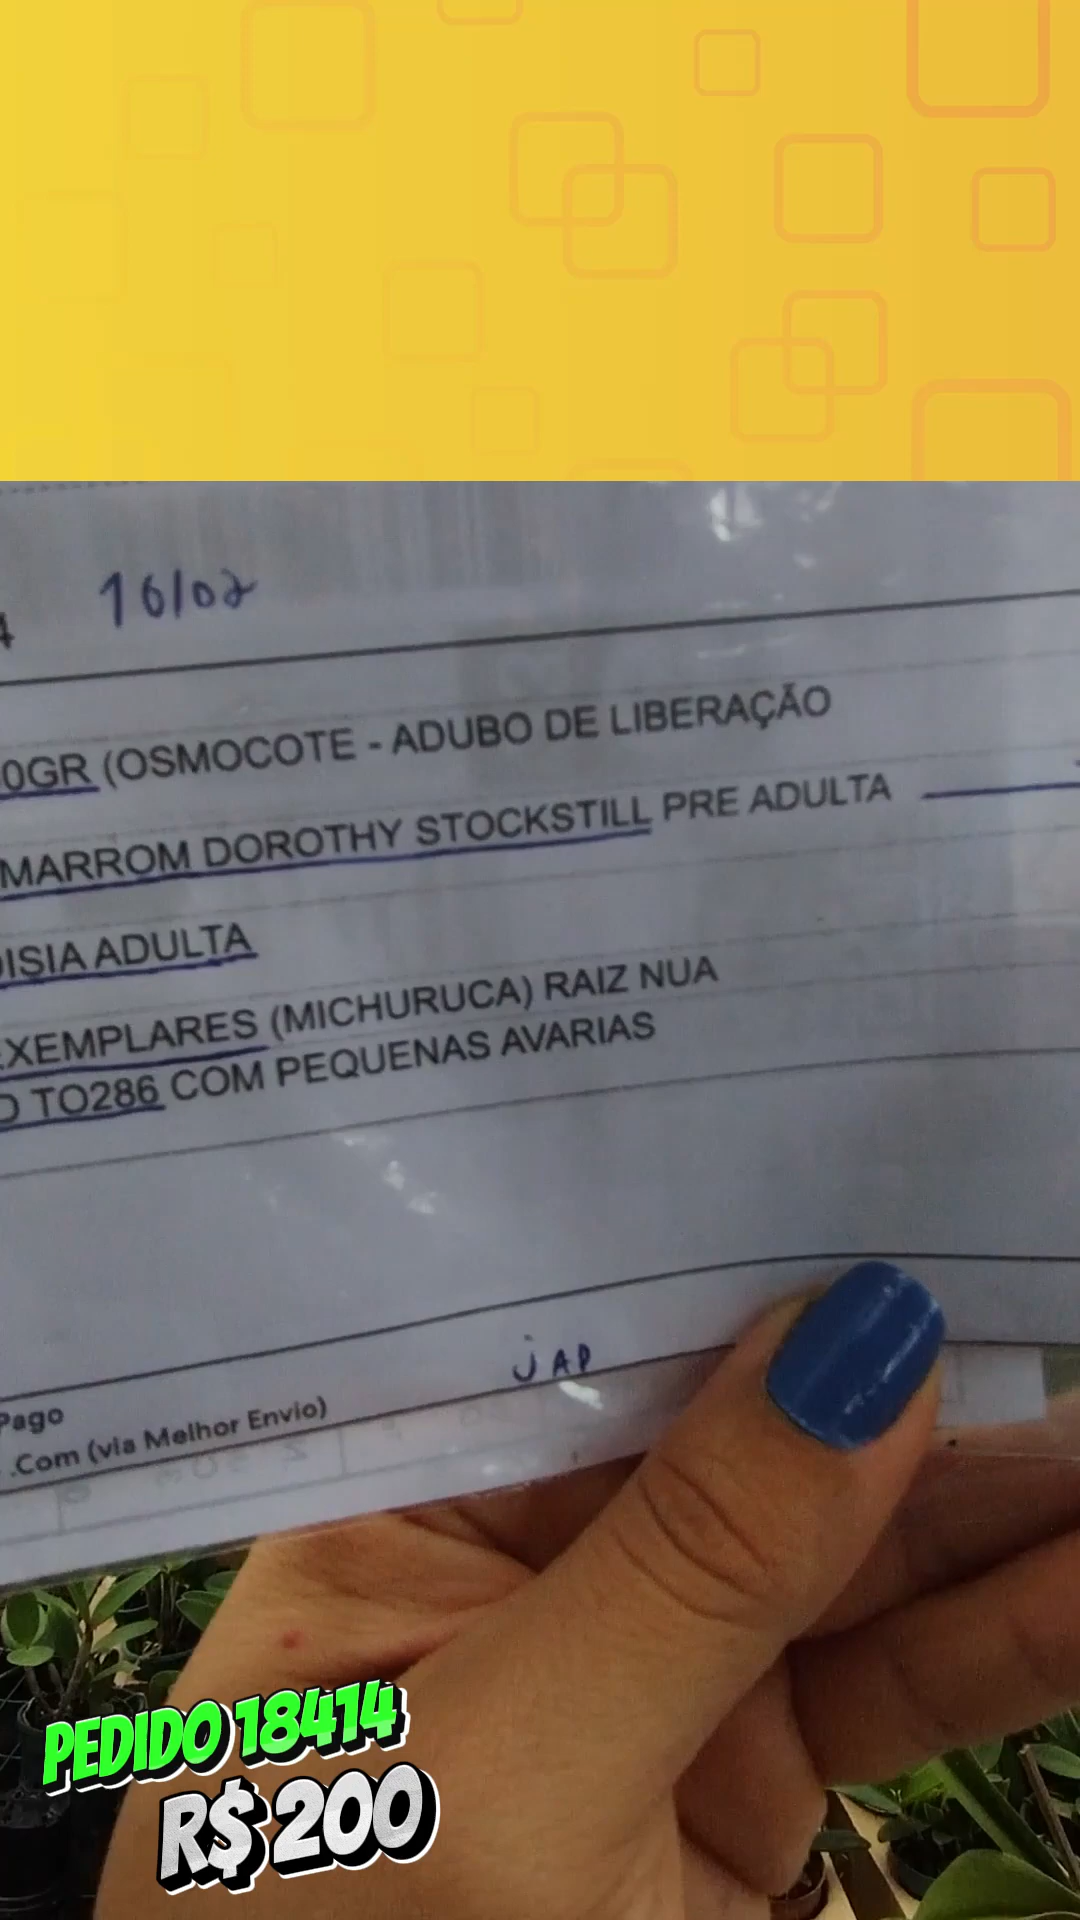 16/02
0GR (OSMOCOTE - ADUBO DE LIBERAÇÃO
MARROM DOROTHY STOCKSTILL PRE ADULTA
ISIA ADULTA
EXEMPLARES (MICHURUCA) RAIZ NUA
O TO286 COM PEQUENAS AVARIAS
JAP
Pago
.Com (via Melhor Envio)
PEDIDO 18414
R$ 200